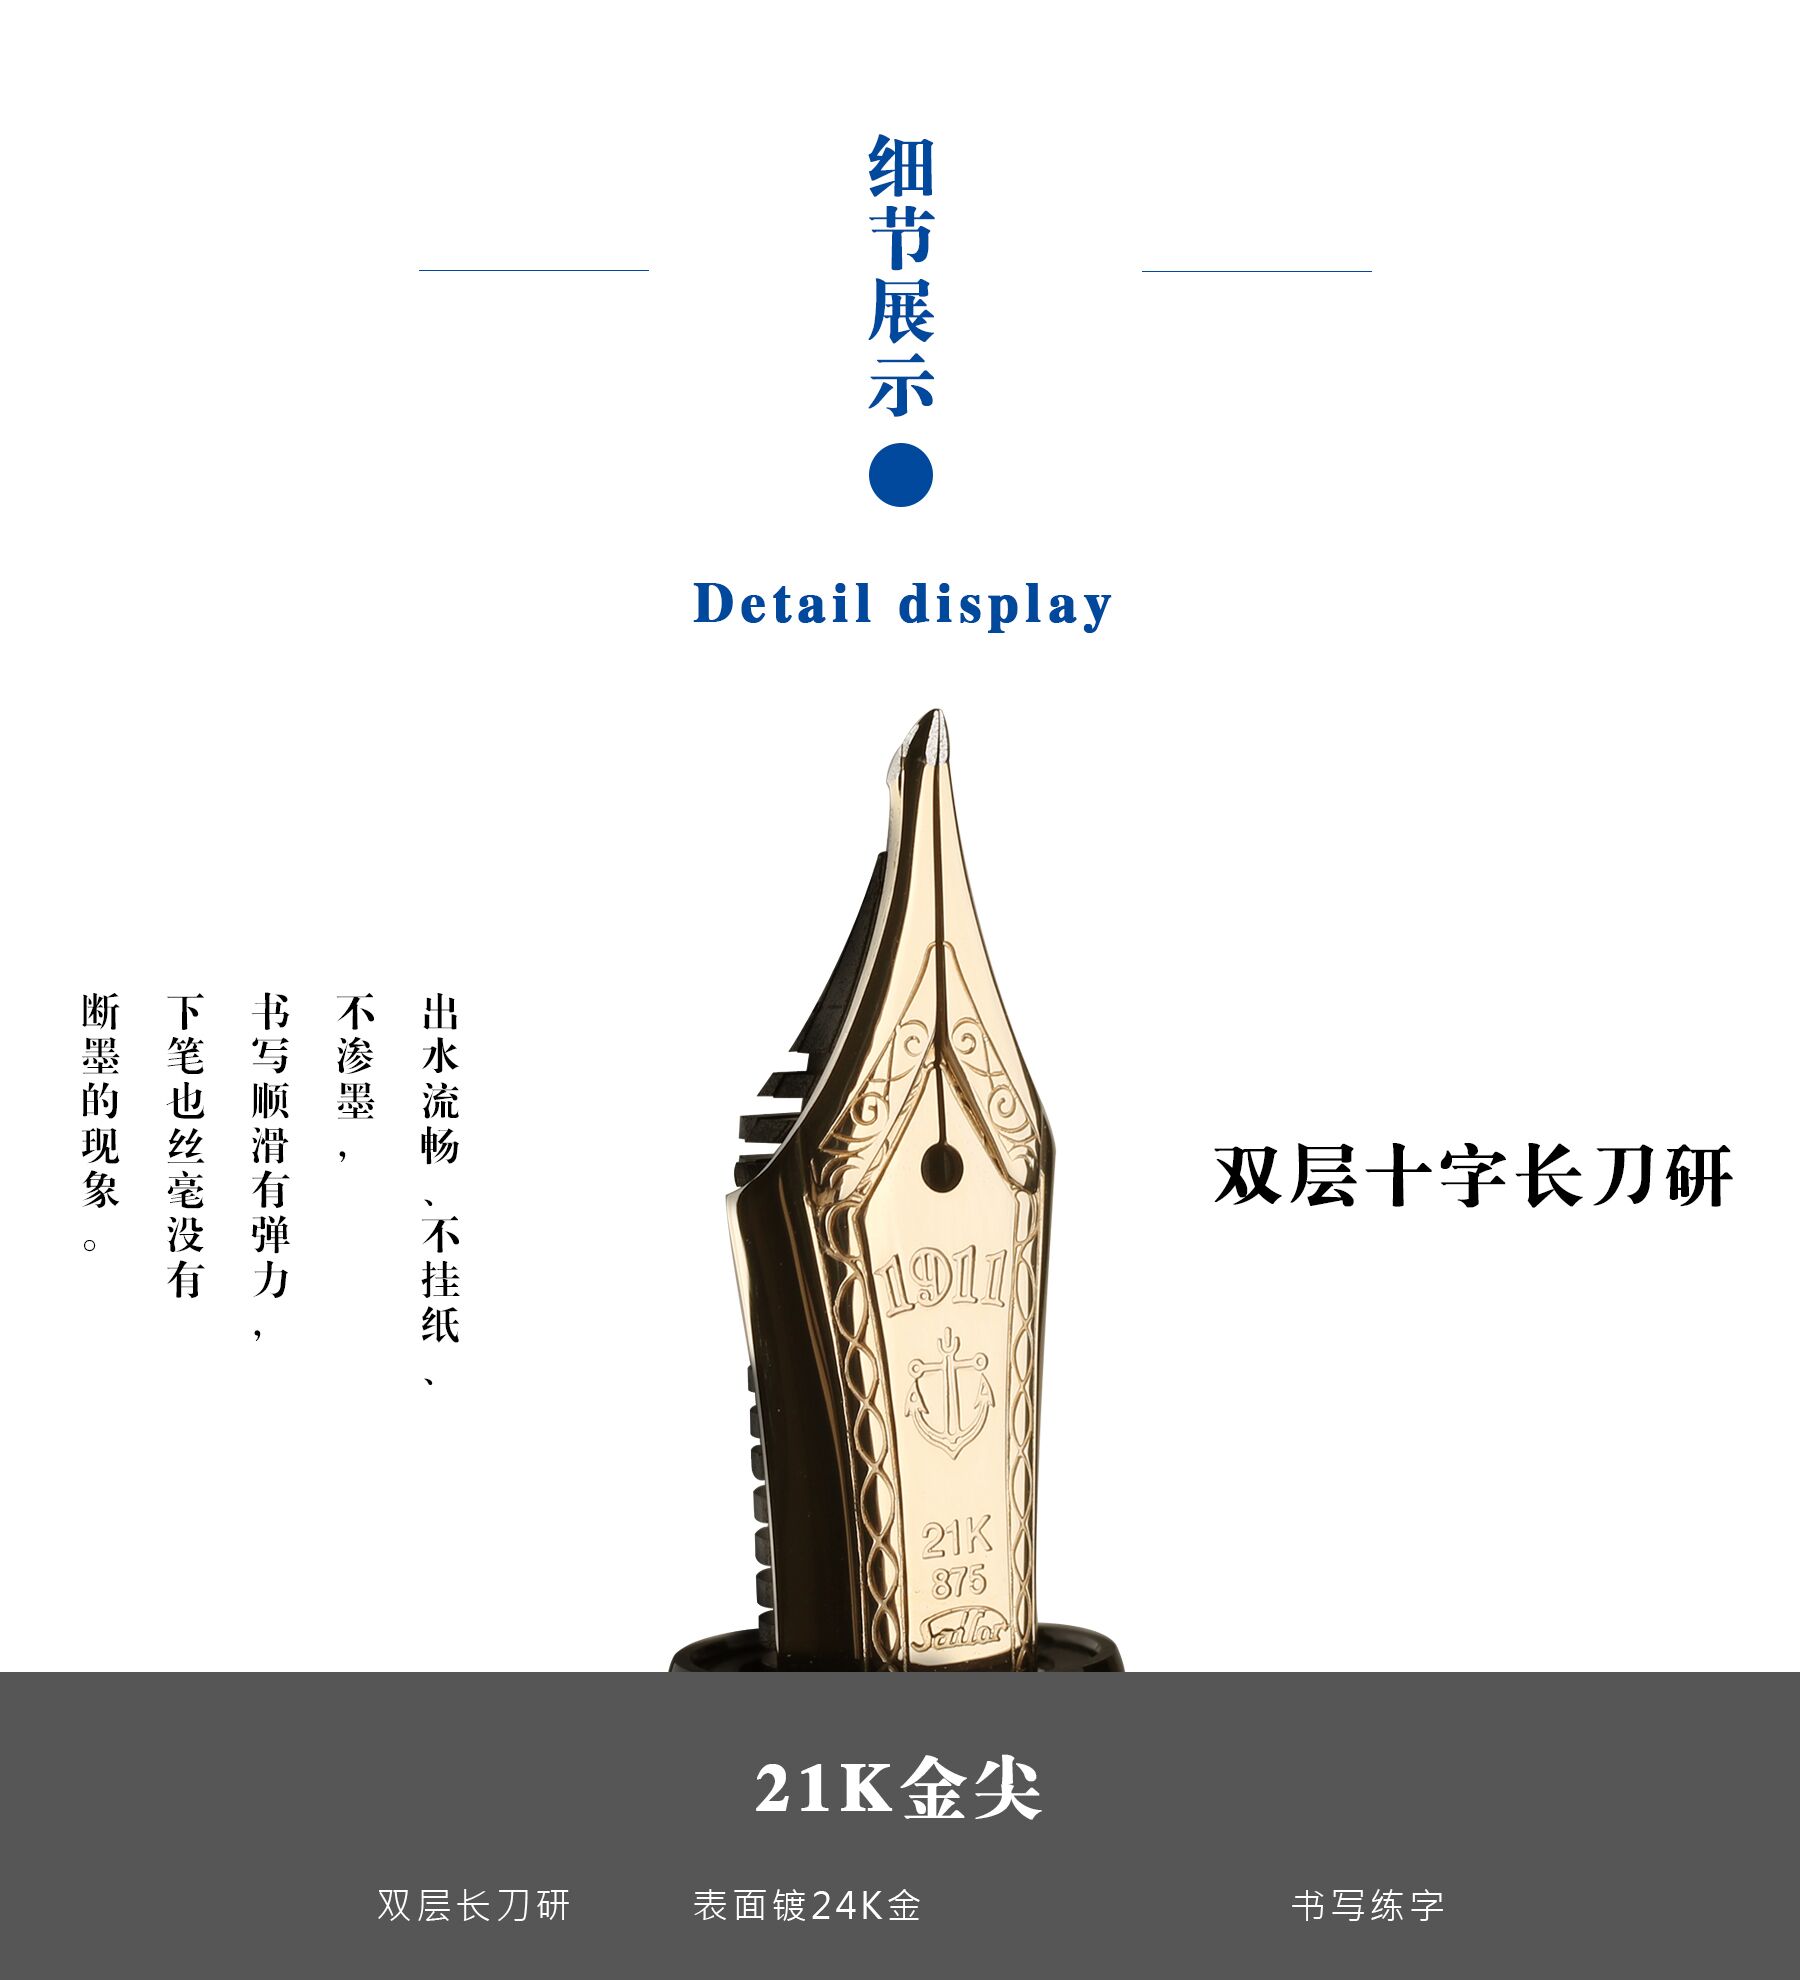 细节展示
Detail display
出水流畅、不挂纸、
不渗墨，
书写顺滑有弹力，
下笔也丝毫没有
断墨的现象。
双层十字长刀研
1911
21K
875
Sailor
21K金尖
双层长刀研
表面镀24K金
书写练字